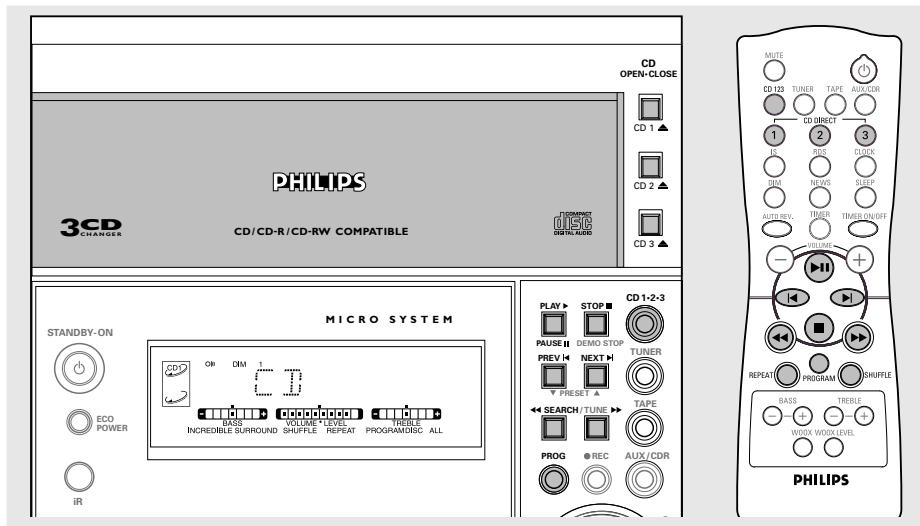 CD
OPEN•CLOSE
CD 1
CD 2
CD 3
PHILIPS
3CD
CHANGER
CD/CD-R/CD-RW COMPATIBLE
COMPACT
disc
DIGITAL AUDIO
MICRO SYSTEM
STANDBY-ON
ECO
POWER
iR
CD1
DIM 1
CD
BASS VOLUME • LEVEL TREBLE
INCREDIBLE SURROUND SHUFFLE REPEAT PROGRAM DISC ALL
PLAY STOP CD 1•2•3
PAUSE DEMO STOP
TUNER
PREV NEXT
PRESET
TAPE
SEARCH/TUNE
PROG REC AUX/CDR
MUTE
CD 123 TUNER TAPE AUX/CDR
CD DIRECT
1 2 3
IS RDS CLOCK
DIM NEWS SLEEP
AUTO REV. TIMER TIMER ON/OFF
VOLUME
REPEAT PROGRAM SHUFFLE
BASS TREBLE
WOOX WOOX LEVEL
PHILIPS